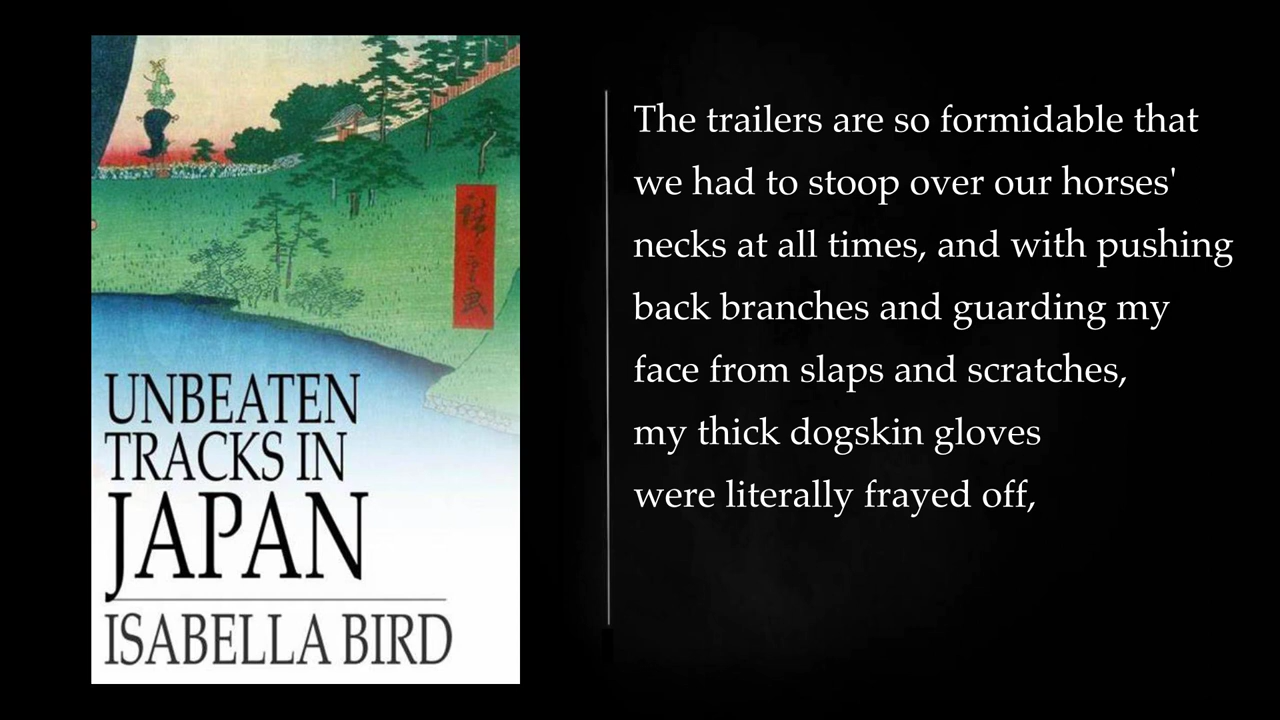 UNBEATEN
TRACKS IN
JAPAN
ISABELLA BIRD
The trailers are so formidable that
we had to stoop over our horses'
necks at all times, and with pushing
back branches and guarding my
face from slaps and scratches,
my thick dogskin gloves
were literally frayed off,